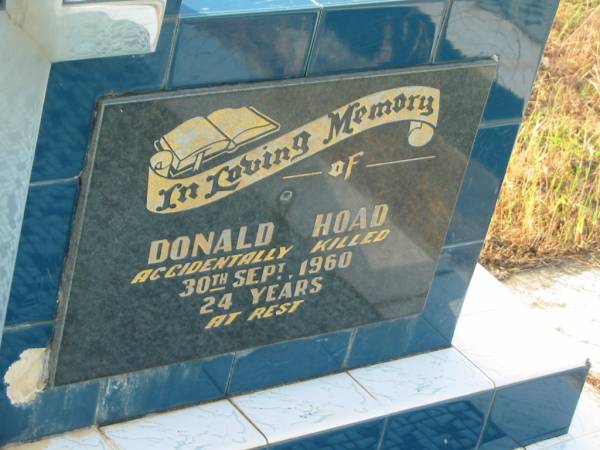 In Loving Memory
of
DONALD HOAD
ACCIDENTALLY KILLED
30TH SEPT. 1960
24 YEARS
AT REST